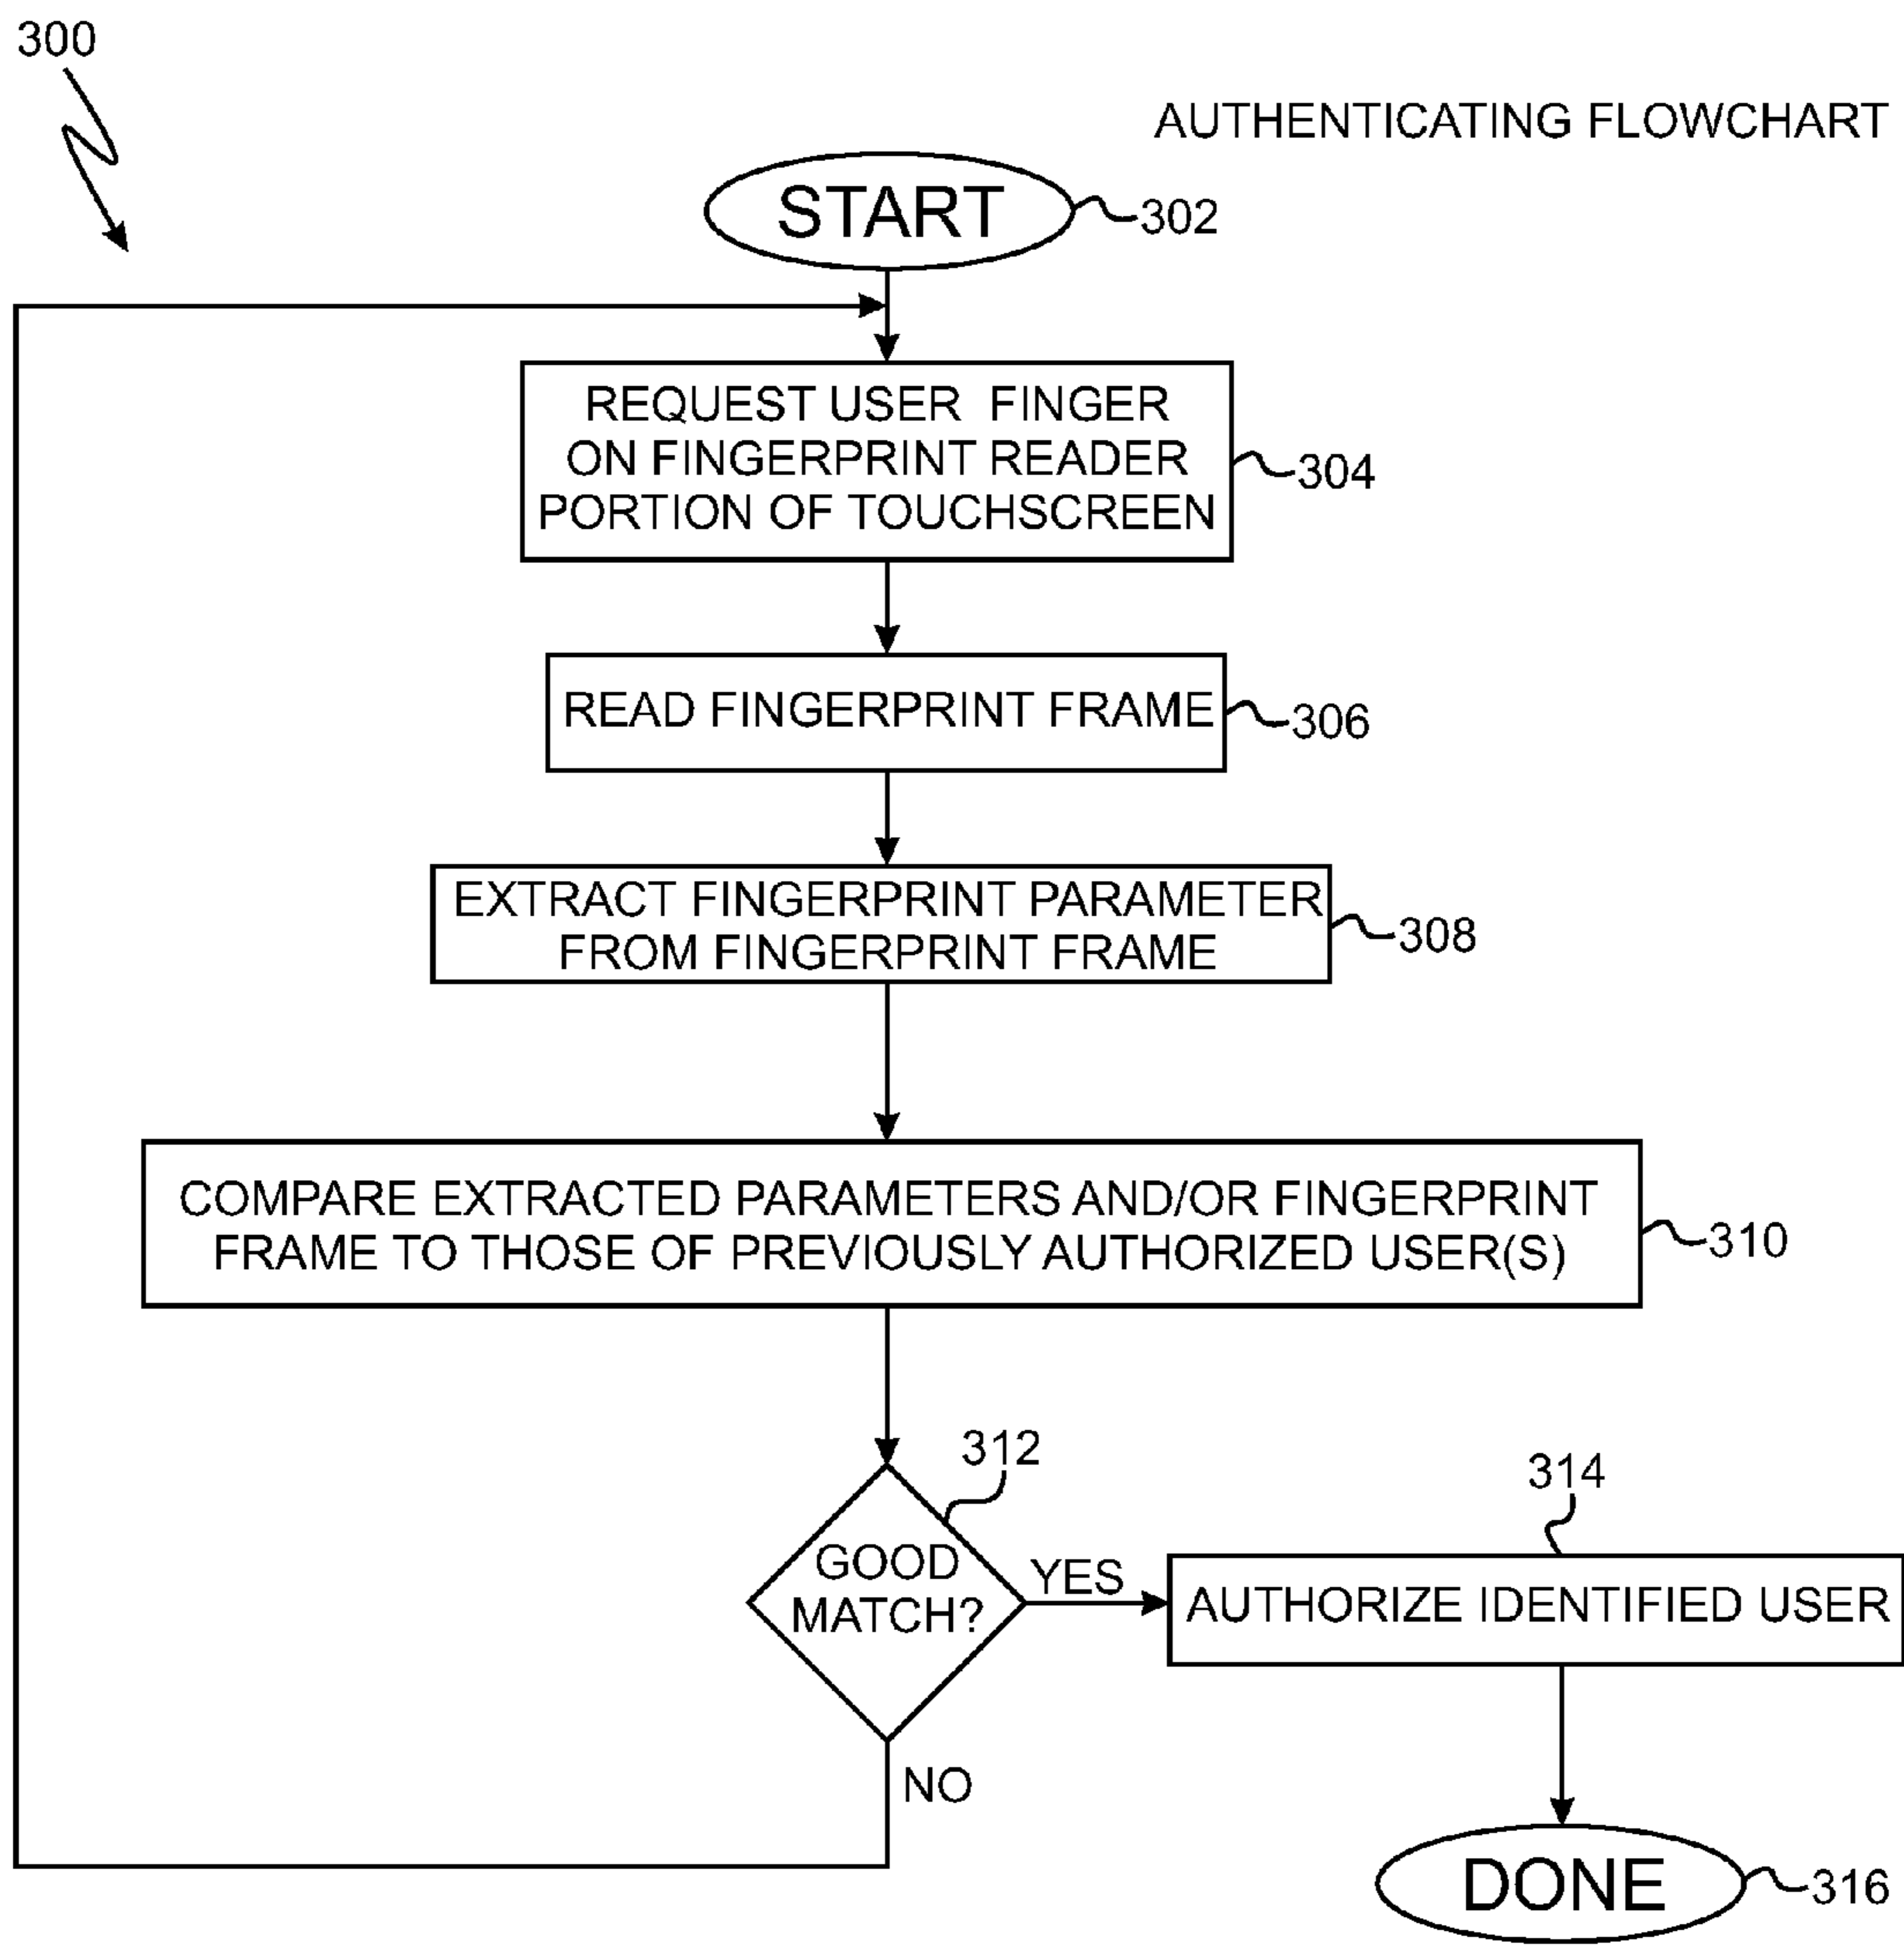 300
AUTHENTICATING FLOWCHART
START
302
REQUEST USER FINGER
ON FINGERPRINT READER
PORTION OF TOUCHSCREEN
304
READ FINGERPRINT FRAME
306
EXTRACT FINGERPRINT PARAMETER
FROM FINGERPRINT FRAME
308
COMPARE EXTRACTED PARAMETERS AND/OR FINGERPRINT
FRAME TO THOSE OF PREVIOUSLY AUTHORIZED USER(S)
310
312
GOOD
MATCH?
YES
314
AUTHORIZE IDENTIFIED USER
NO
DONE
316